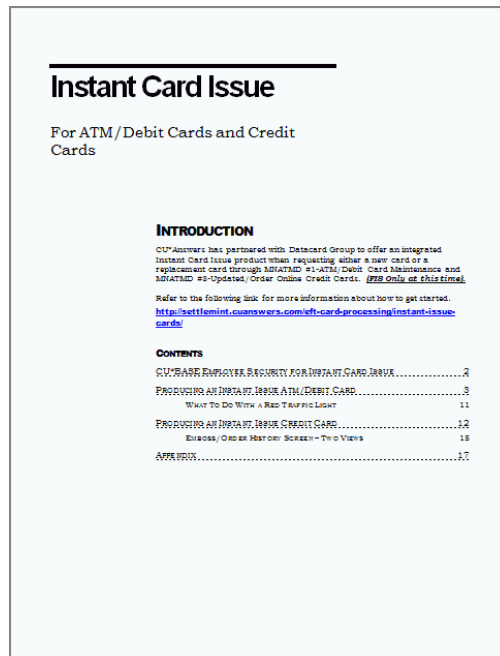 Instant Card Issue
For ATM/Debit Cards and Credit
Cards
INTRODUCTION
CU*Answers has partnered with Datacard Group to offer an integrated
Instant Card Issue product when requesting either a new card or a
replacement card through MNATMD #1-ATM/Debit Card Maintenance and
MNATMD #8-Updated/Order Online Credit Cards. (FIS Only at this time).
Refer to the following link for more information about how to get started.
http://settlemint.cuanswers.com/eft-card-processing/instant-issue-
cards/
CONTENTS
CU*BASE EMPLOYEE SECURITY FOR INSTANT CARD ISSUE 2
PRODUCING AN INSTANT ISSUE ATM/DEBIT CARD 3
WHAT TO DO WITH A RED TRAFFIC LIGHT 11
PRODUCING AN INSTANT ISSUE CREDIT CARD 12
EMBOSS/ORDER HISTORY SCREEN – TWO VIEWS 15
APPENDIX 17